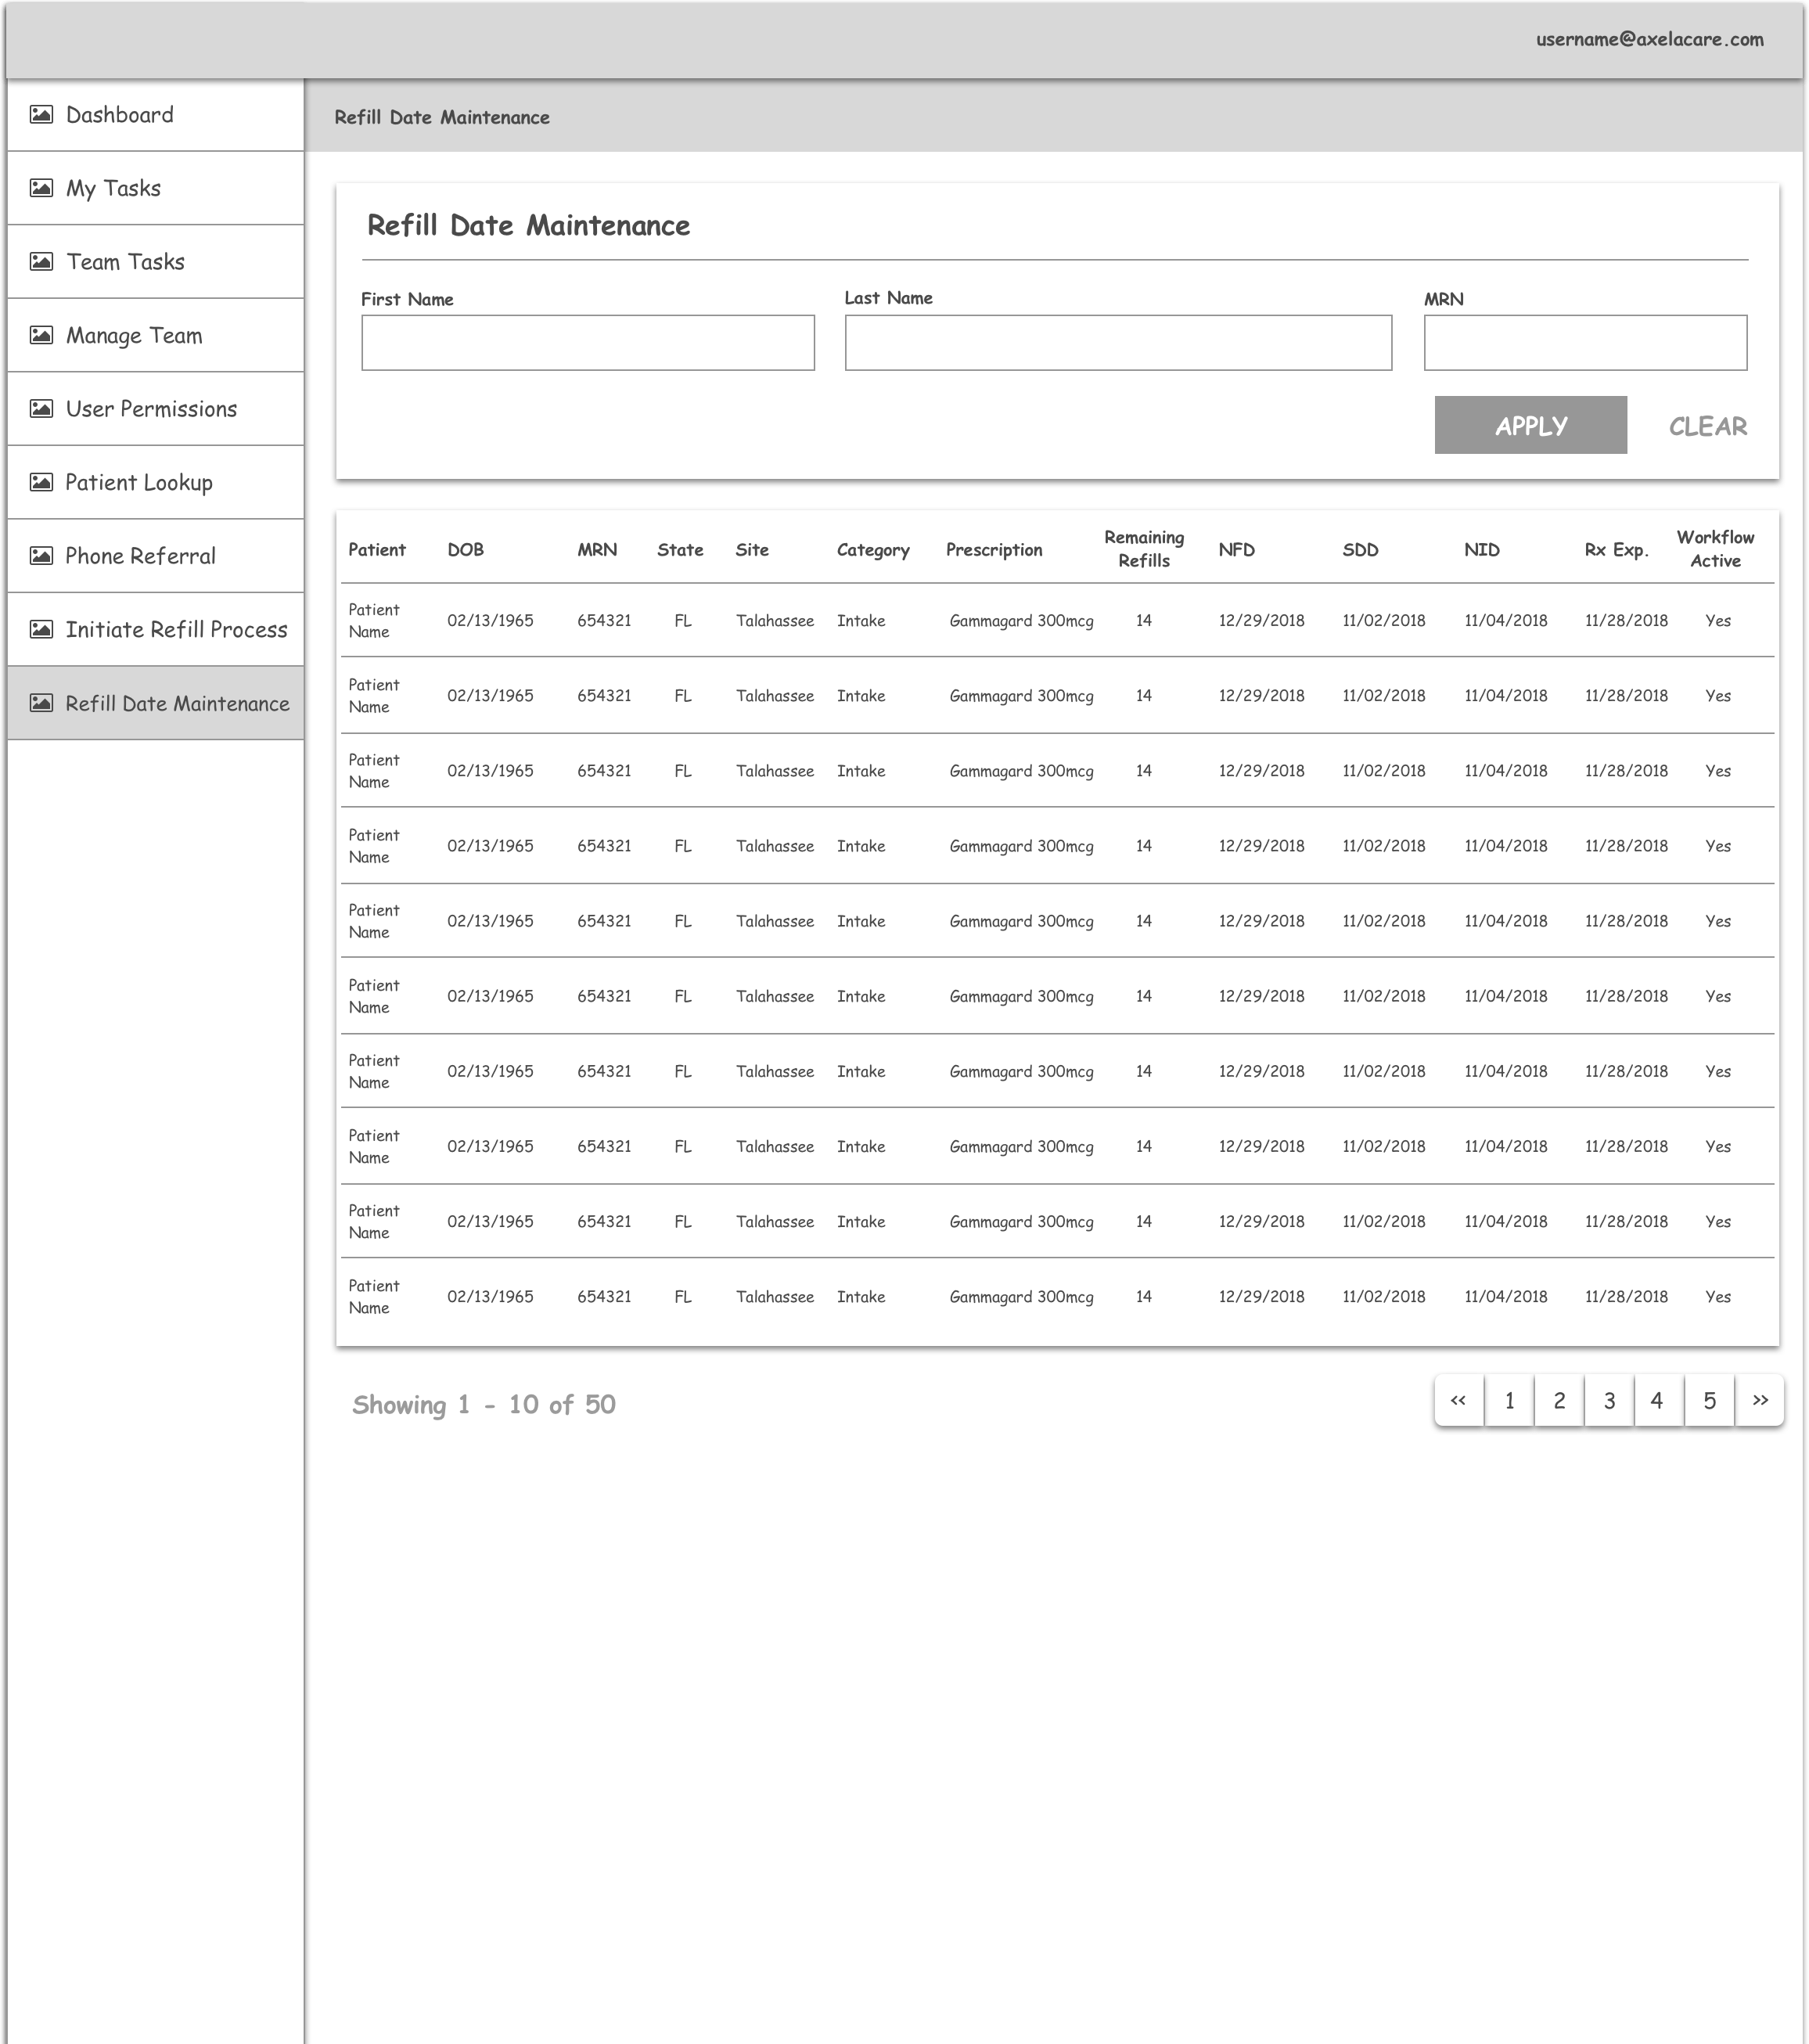 username@axelacare.com
Dashboard
My Tasks
Team Tasks
Manage Team
User Permissions
Patient Lookup
Phone Referral
Initiate Refill Process
Refill Date Maintenance
Refill Date Maintenance
Refill Date Maintenance
First Name Last Name MRN
APPLY CLEAR
Patient DOB MRN State Site Category Prescription Remaining Refills NFD SDD NID Rx Exp. Workflow Active
Patient Name 02/13/1965 654321 FL Talahassee Intake Gammagard 300mcg 14 12/29/2018 11/02/2018 11/04/2018 11/28/2018 Yes
Patient Name 02/13/1965 654321 FL Talahassee Intake Gammagard 300mcg 14 12/29/2018 11/02/2018 11/04/2018 11/28/2018 Yes
Patient Name 02/13/1965 654321 FL Talahassee Intake Gammagard 300mcg 14 12/29/2018 11/02/2018 11/04/2018 11/28/2018 Yes
Patient Name 02/13/1965 654321 FL Talahassee Intake Gammagard 300mcg 14 12/29/2018 11/02/2018 11/04/2018 11/28/2018 Yes
Patient Name 02/13/1965 654321 FL Talahassee Intake Gammagard 300mcg 14 12/29/2018 11/02/2018 11/04/2018 11/28/2018 Yes
Patient Name 02/13/1965 654321 FL Talahassee Intake Gammagard 300mcg 14 12/29/2018 11/02/2018 11/04/2018 11/28/2018 Yes
Patient Name 02/13/1965 654321 FL Talahassee Intake Gammagard 300mcg 14 12/29/2018 11/02/2018 11/04/2018 11/28/2018 Yes
Patient Name 02/13/1965 654321 FL Talahassee Intake Gammagard 300mcg 14 12/29/2018 11/02/2018 11/04/2018 11/28/2018 Yes
Patient Name 02/13/1965 654321 FL Talahassee Intake Gammagard 300mcg 14 12/29/2018 11/02/2018 11/04/2018 11/28/2018 Yes
Patient Name 02/13/1965 654321 FL Talahassee Intake Gammagard 300mcg 14 12/29/2018 11/02/2018 11/04/2018 11/28/2018 Yes
Showing 1 - 10 of 50
« 1 2 3 4 5 »